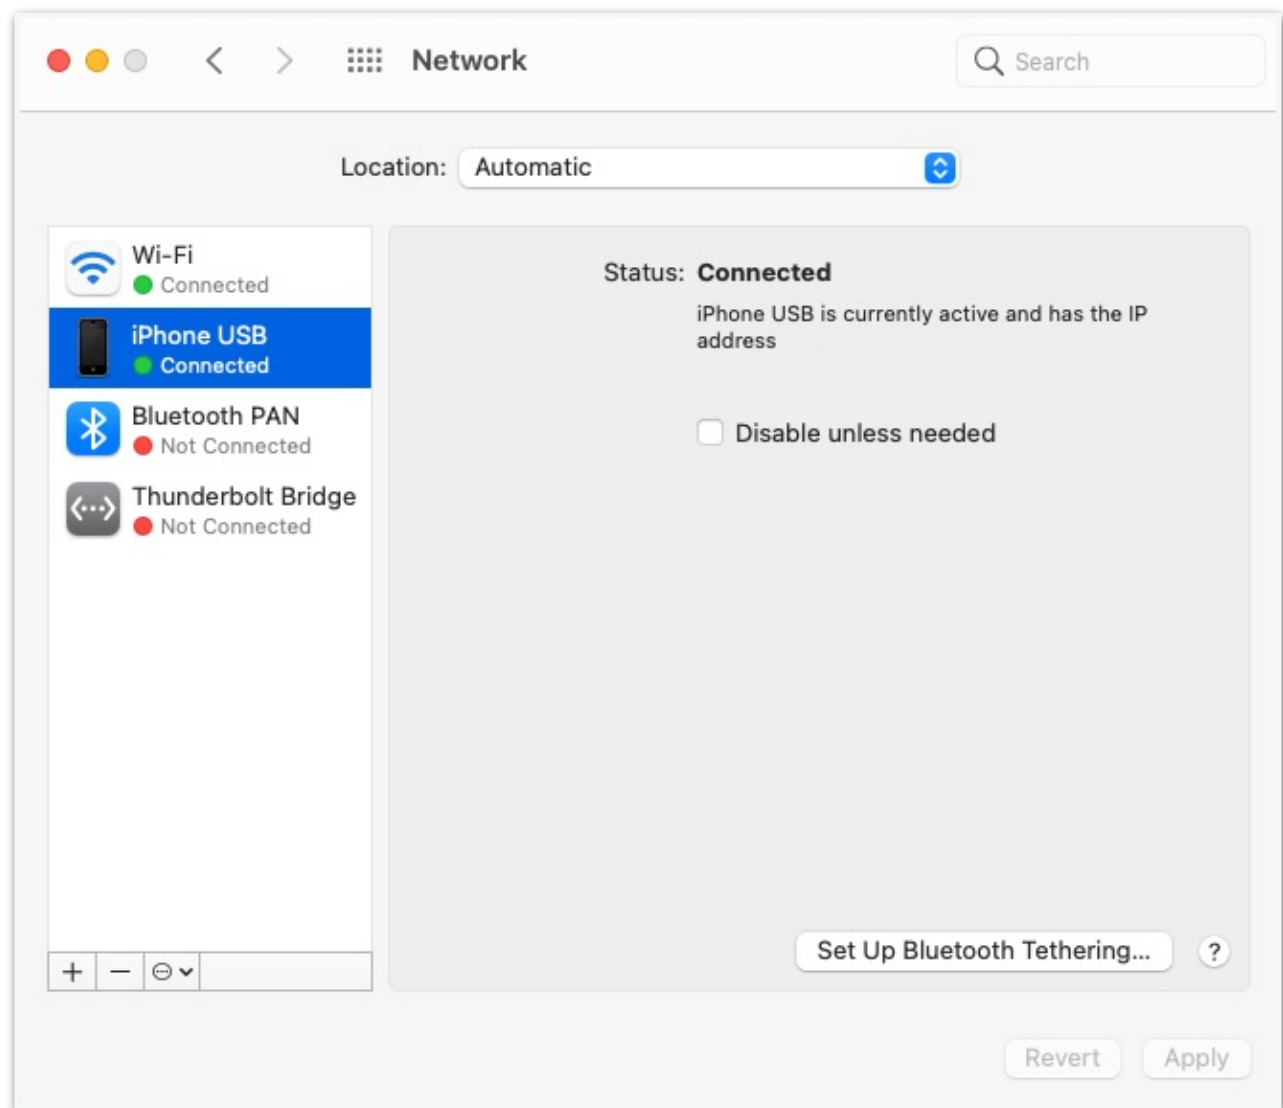 Network
Search
Location: Automatic
Wi-Fi
Connected
iPhone USB
Connected
Bluetooth PAN
Not Connected
Thunderbolt Bridge
Not Connected
Status: Connected
iPhone USB is currently active and has the IP
address
Disable unless needed
Set Up Bluetooth Tethering...
?
Revert
Apply